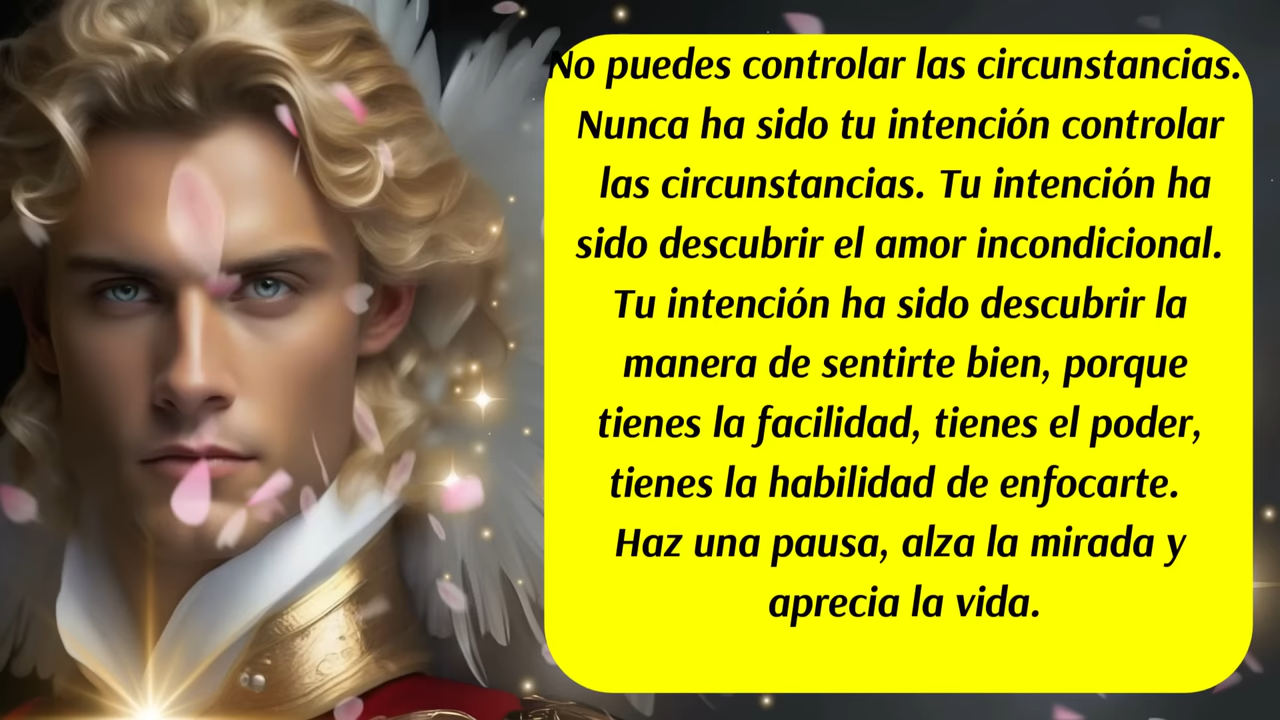 No puedes controlar las circunstancias.
Nunca ha sido tu intención controlar
las circunstancias. Tu intención ha
sido descubrir el amor incondicional.
Tu intención ha sido descubrir la
manera de sentirte bien, porque
tienes la facilidad, tienes el poder,
tienes la habilidad de enfocarte.
Haz una pausa, alza la mirada y
aprecia la vida.